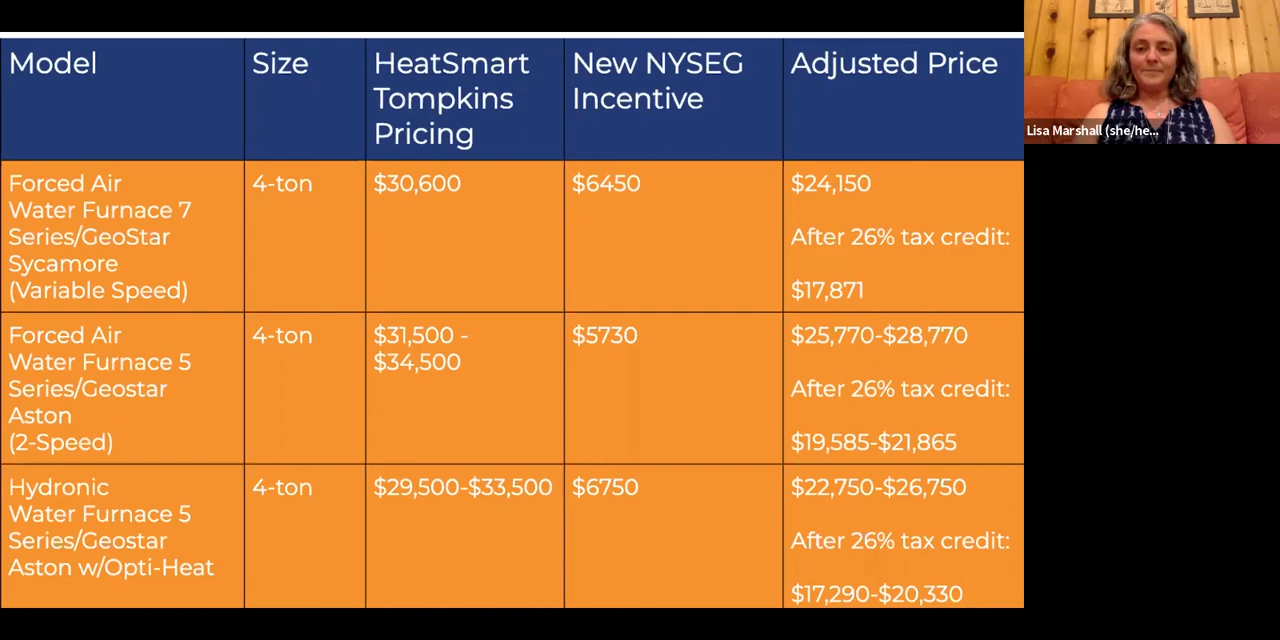 Model
Size
HeatSmart
Tompkins
Pricing
New NYSEG
Incentive
Adjusted Price
Forced Air
Water Furnace 7
Series/GeoStar
Sycamore
(Variable Speed)
4-ton
$30,600
$6450
$24,150
After 26% tax credit:
$17,871
Forced Air
Water Furnace 5
Series/Geostar
Aston
(2-Speed)
4-ton
$31,500 -
$34,500
$5730
$25,770-$28,770
After 26% tax credit:
$19,585-$21,865
Hydronic
Water Furnace 5
Series/Geostar
Aston w/Opti-Heat
4-ton
$29,500-$33,500
$6750
$22,750-$26,750
After 26% tax credit:
$17,290-$20,330
Lisa Marshall (she/he...